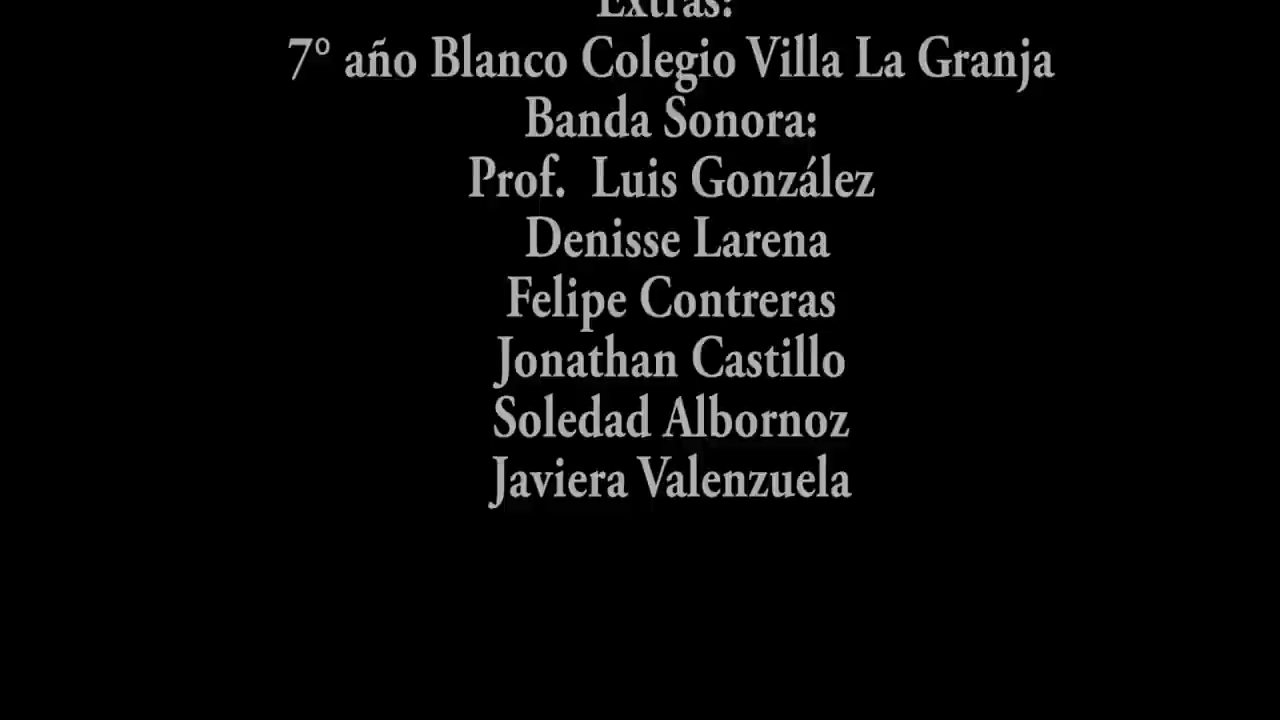 Extras:
7° año Blanco Colegio Villa La Granja
Banda Sonora:
Prof. Luis González
Denisse Larena
Felipe Contreras
Jonathan Castillo
Soledad Albornoz
Javiera Valenzuela